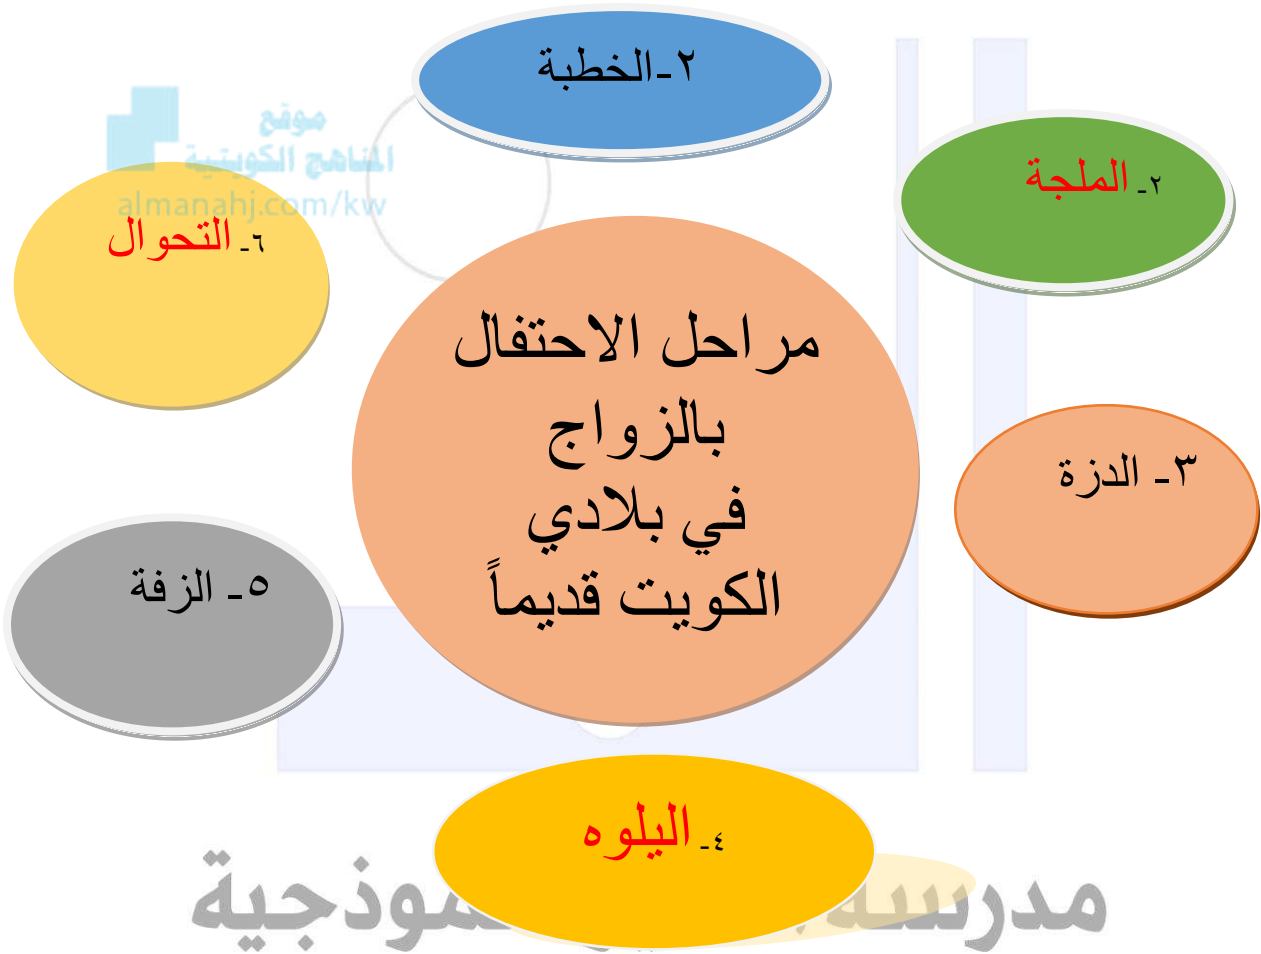 ٢-الخطبة
٢- الملجة
٣- الدزة
٤- اليلوه
٥- الزفة
٦- التحوال
مراحل الاحتفال
بالزواج
في بلادي
الكويت قديماً
موقع
المناهج الكويتية
almanahj.com/kw
مدرسة